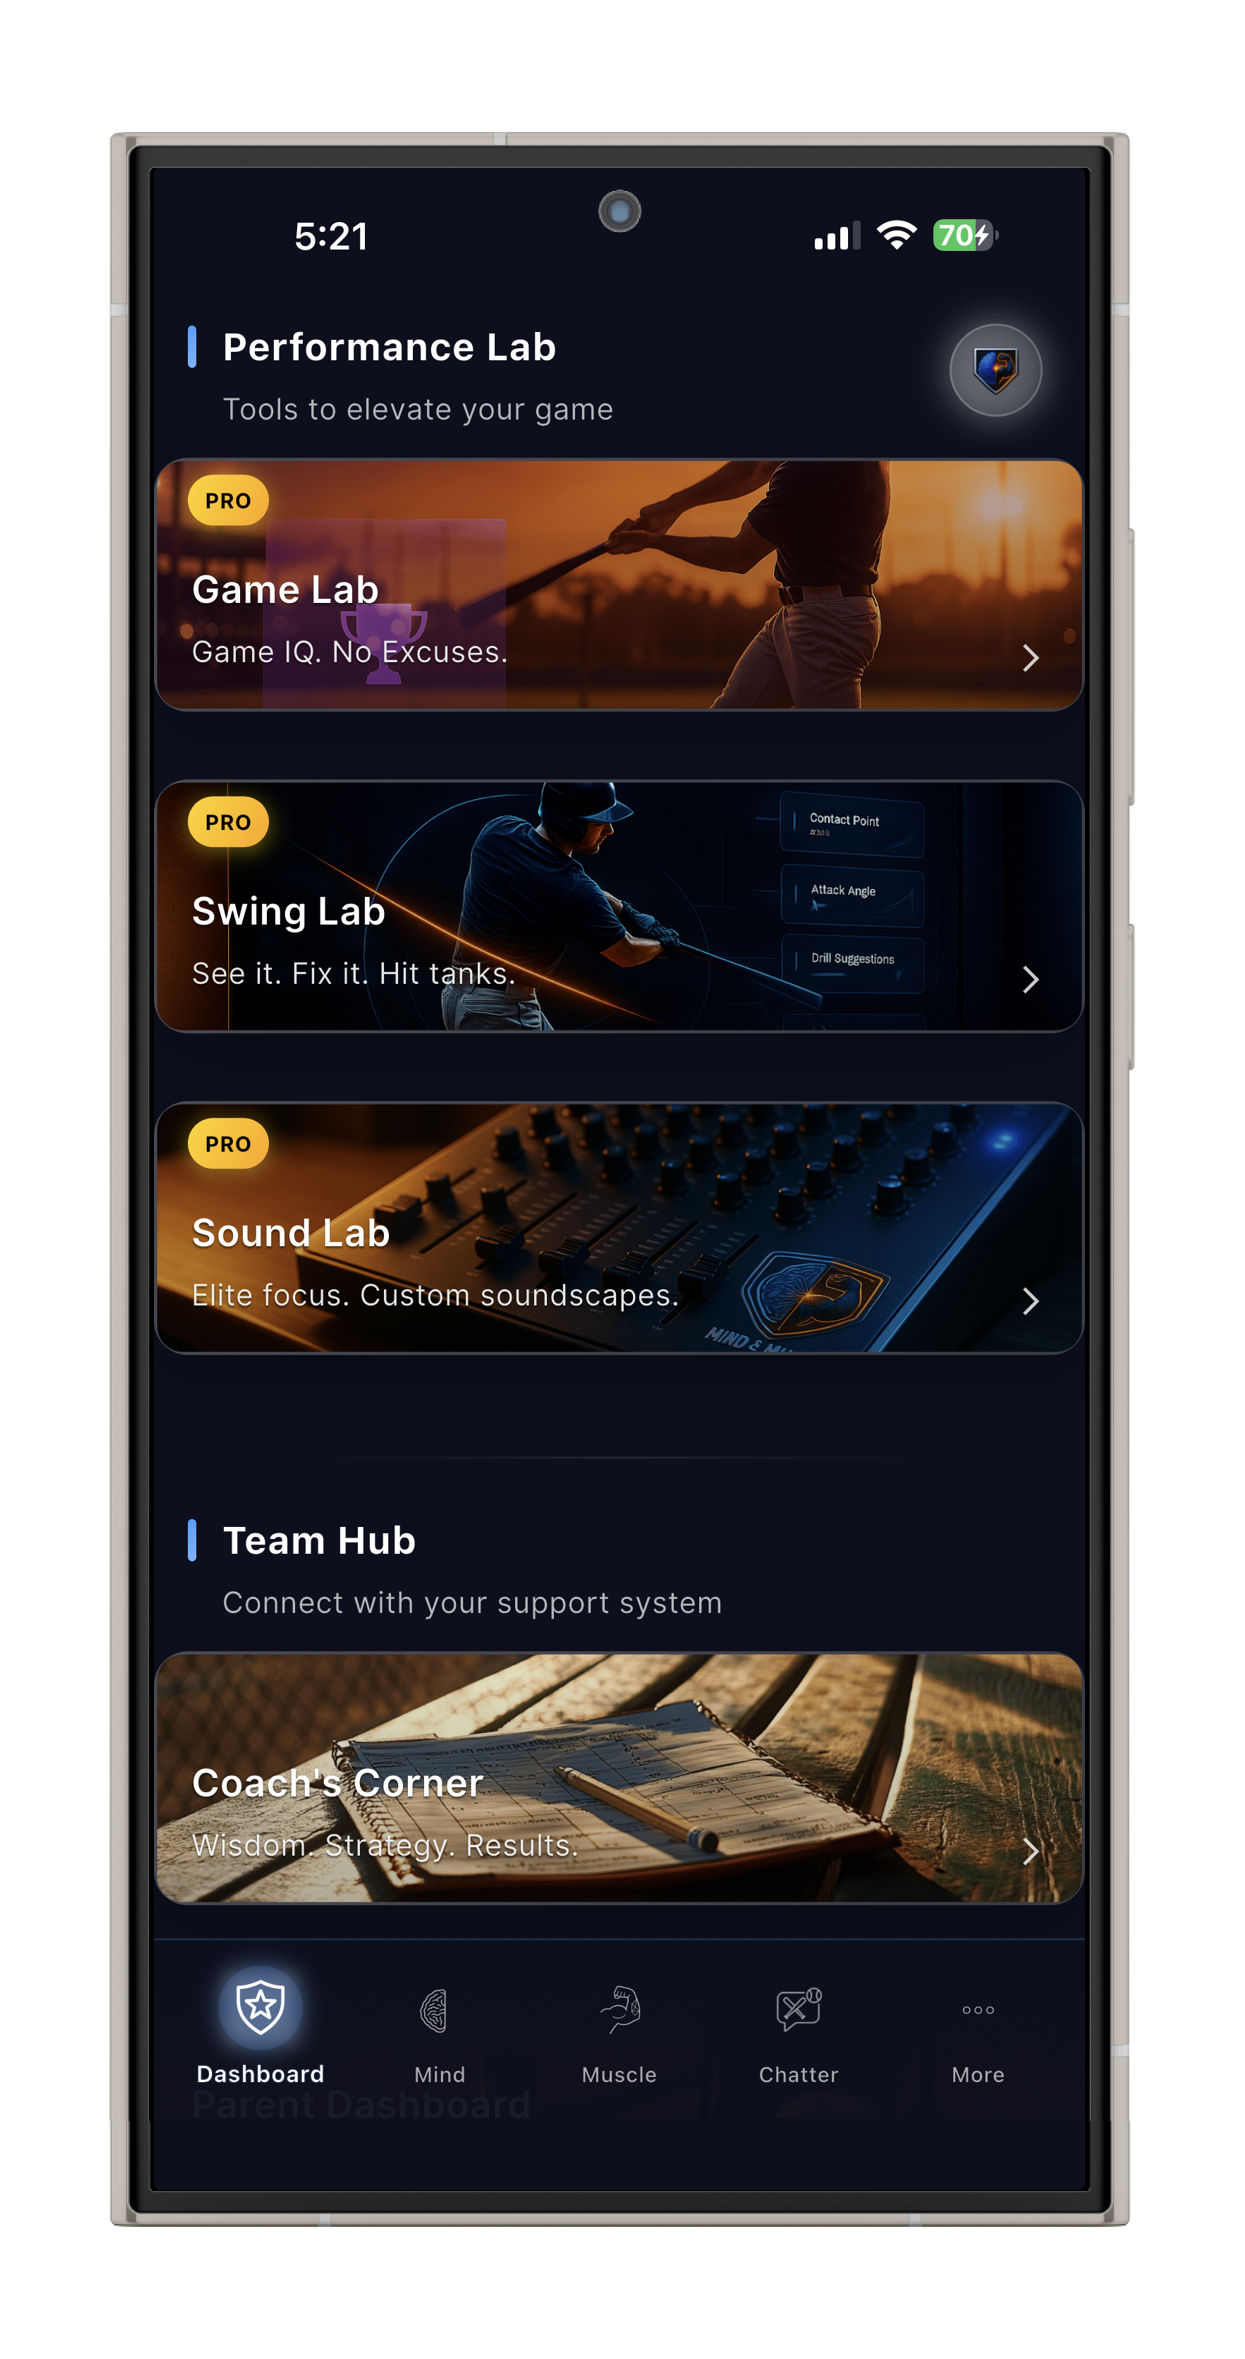 5:21
70
Performance Lab
Tools to elevate your game
PRO
Game Lab
Game IQ. No Excuses.
PRO
Contact Point
Attack Angle
Swing Lab
Drill Suggestions
See it. Fix it. Hit tanks.
PRO
Sound Lab
Elite focus. Custom soundscapes.
MIND &
Team Hub
Connect with your support system
Coach's Corner
Wisdom. Strategy. Results.
Dashboard
Mind
Muscle
Chatter
More
Parent Dashboard